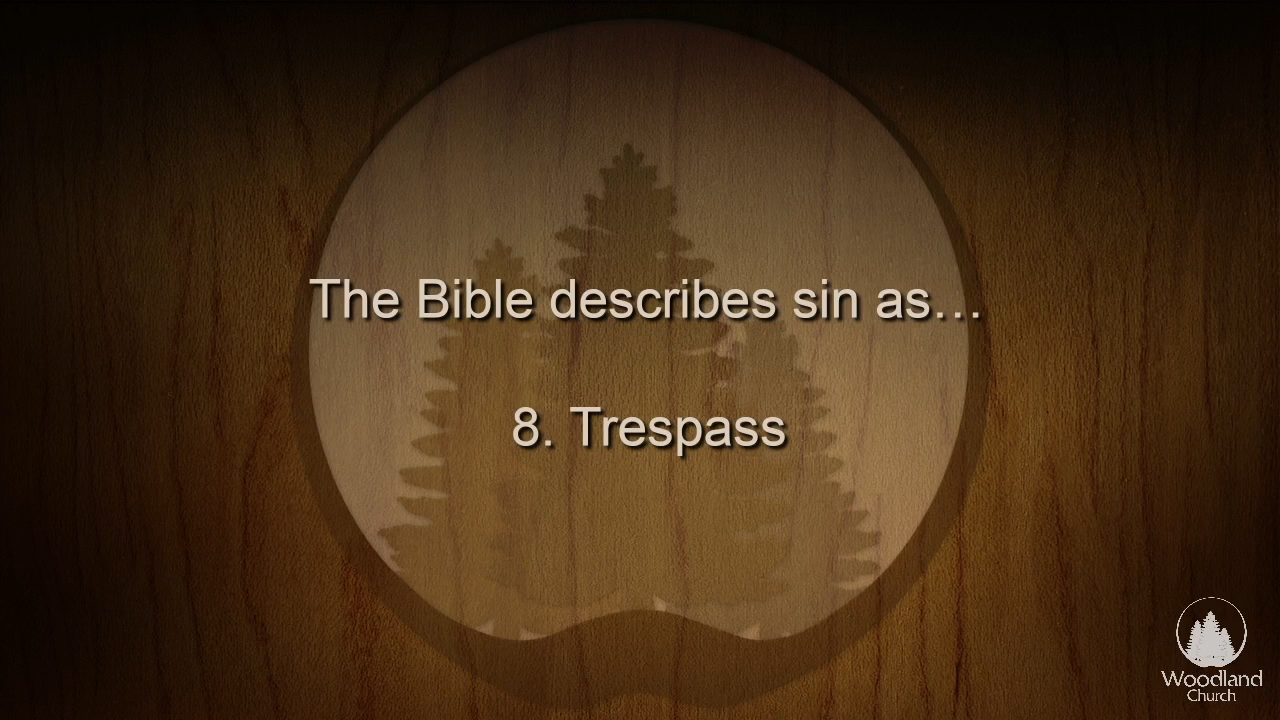 The Bible describes sin as…
8. Trespass
Woodland
Church